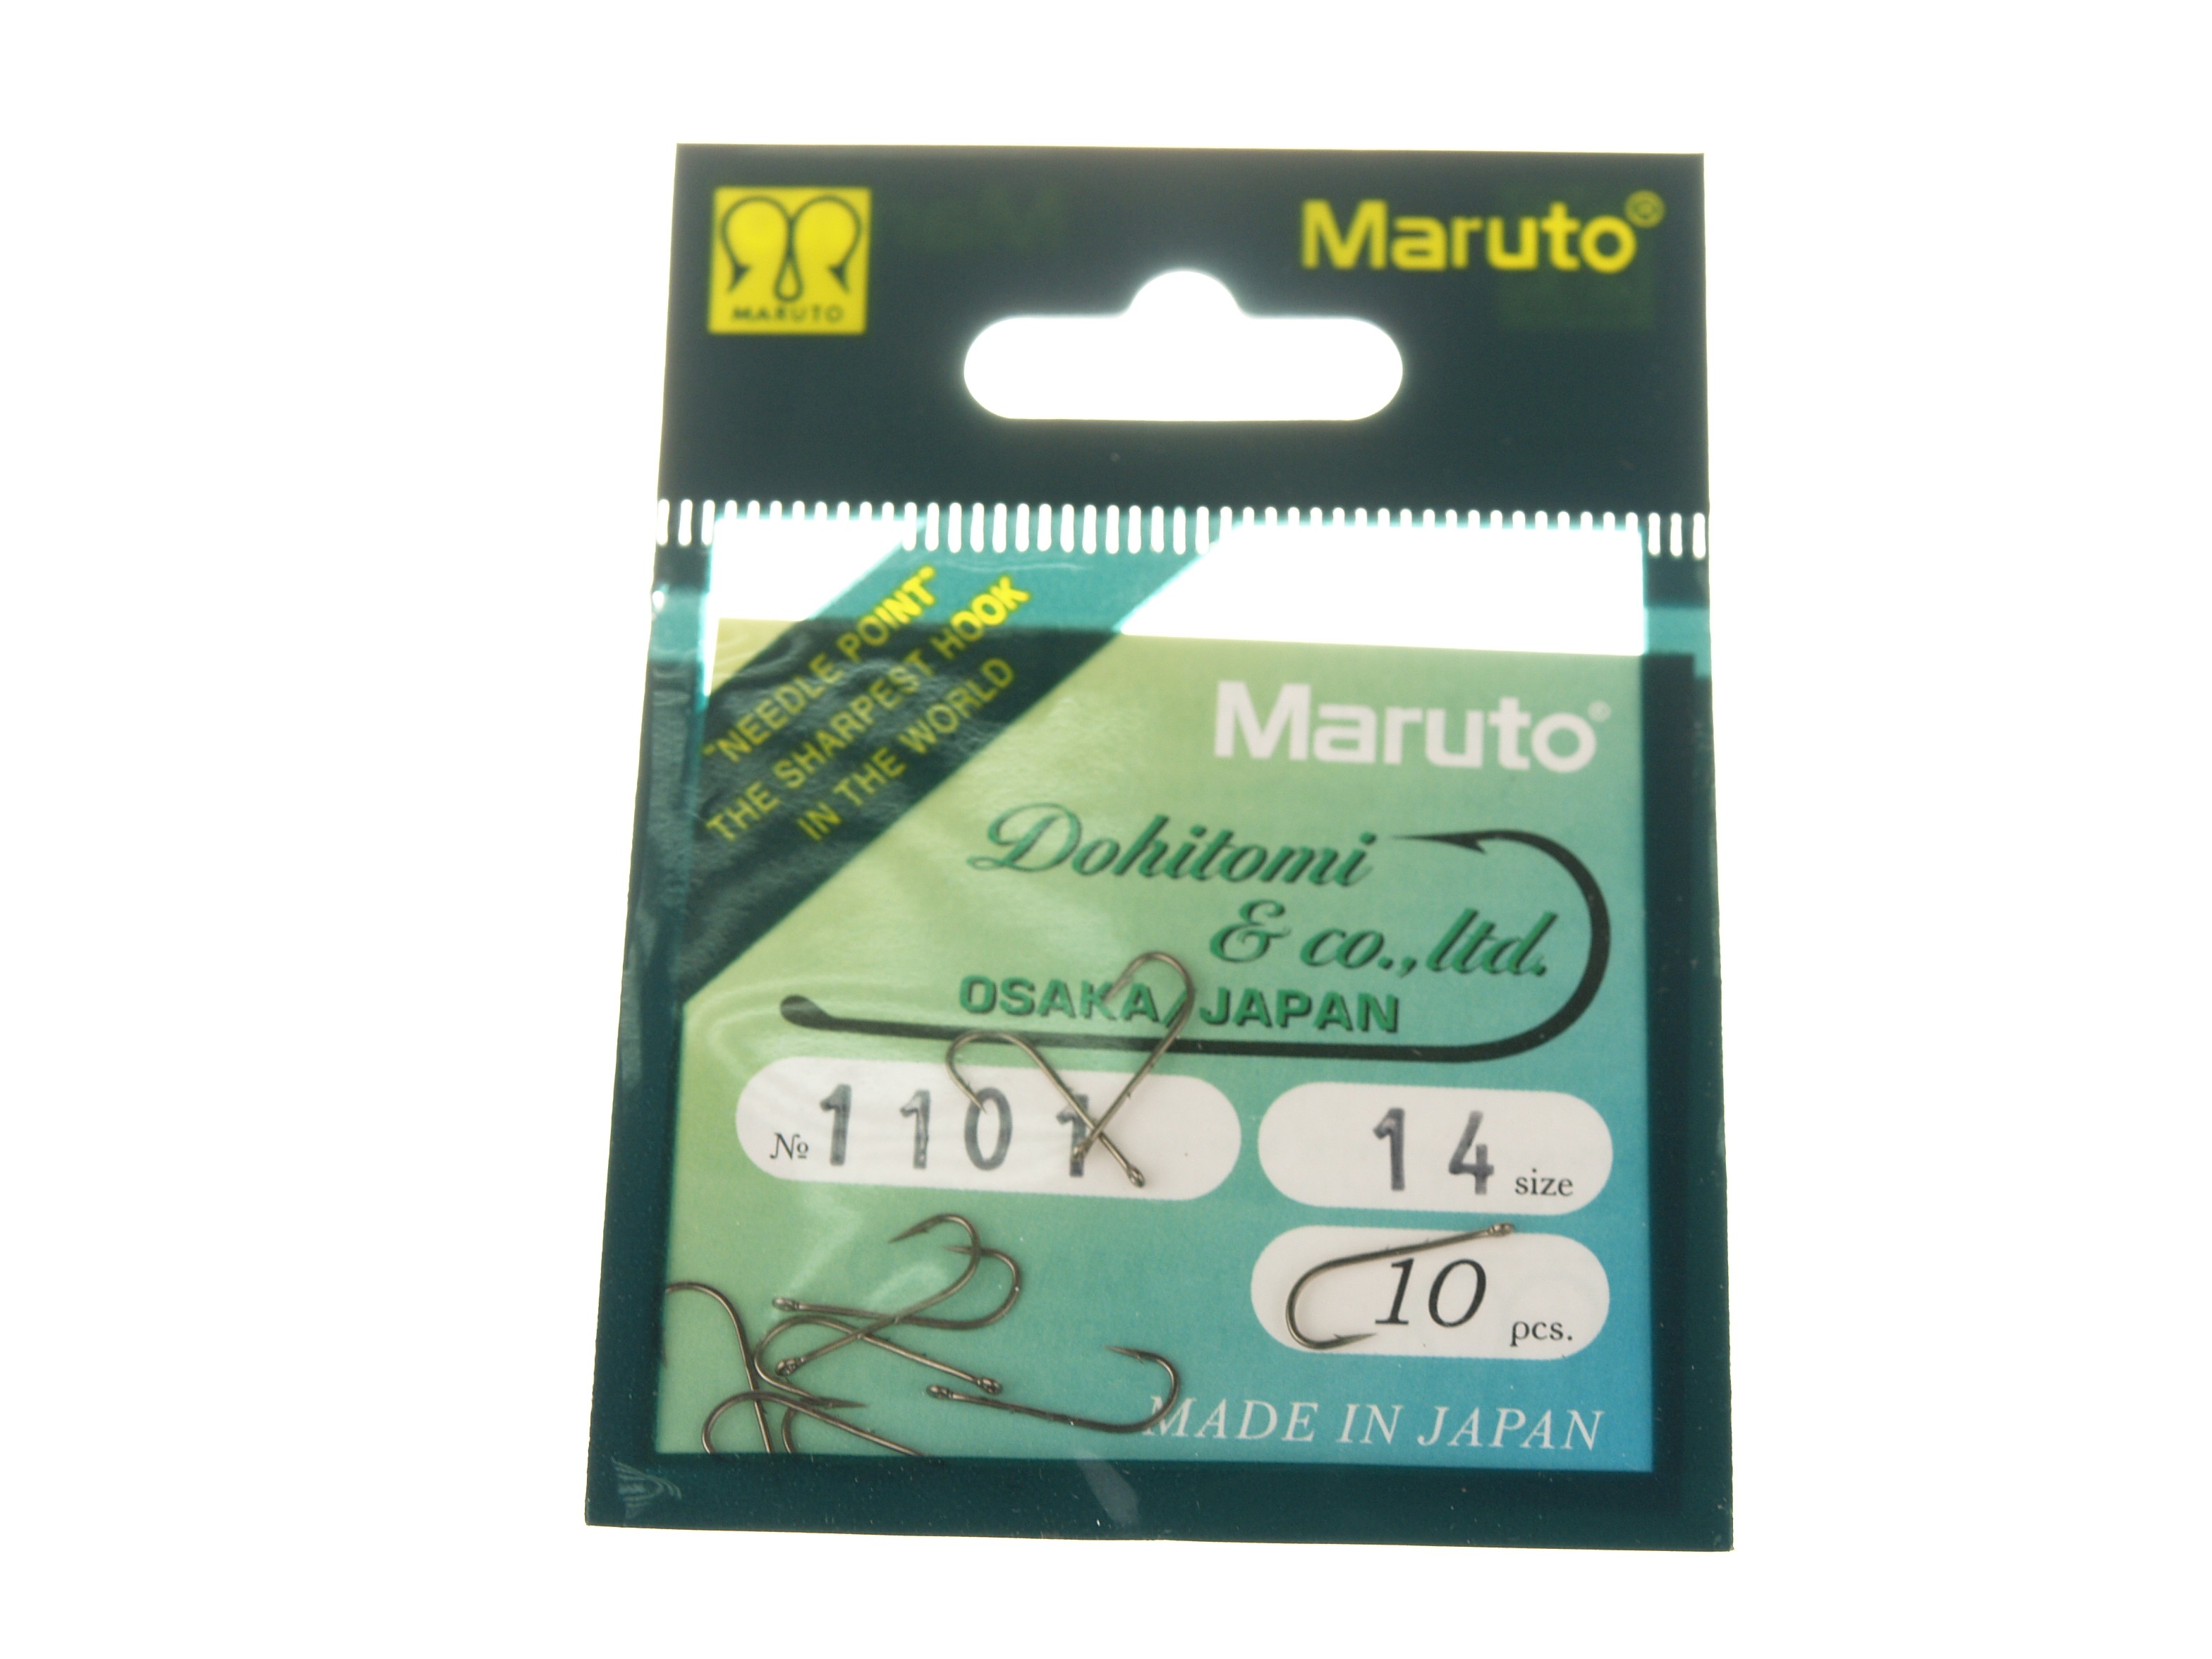 MARUTO
Maruto®
"NEEDLE POINT"
THE SHARPEST HOOK
IN THE WORLD
Maruto®
Dohitomi
& co.,ltd.
OSAKA/JAPAN
№ 1101
14 size
10 pcs.
MADE IN JAPAN